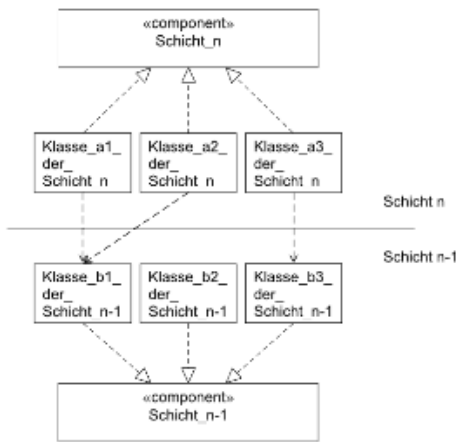 «component»
Schicht_n
Klasse_a1_
der_
Schicht_n
Klasse_a2_
der_
Schicht_n
Klasse_a3_
der_
Schicht_n
Schicht n
Schicht n-1
Klasse_b1_
der_
Schicht_n-1
Klasse_b2_
der_
Schicht_n-1
Klasse_b3_
der_
Schicht_n-1
«component»
Schicht_n-1